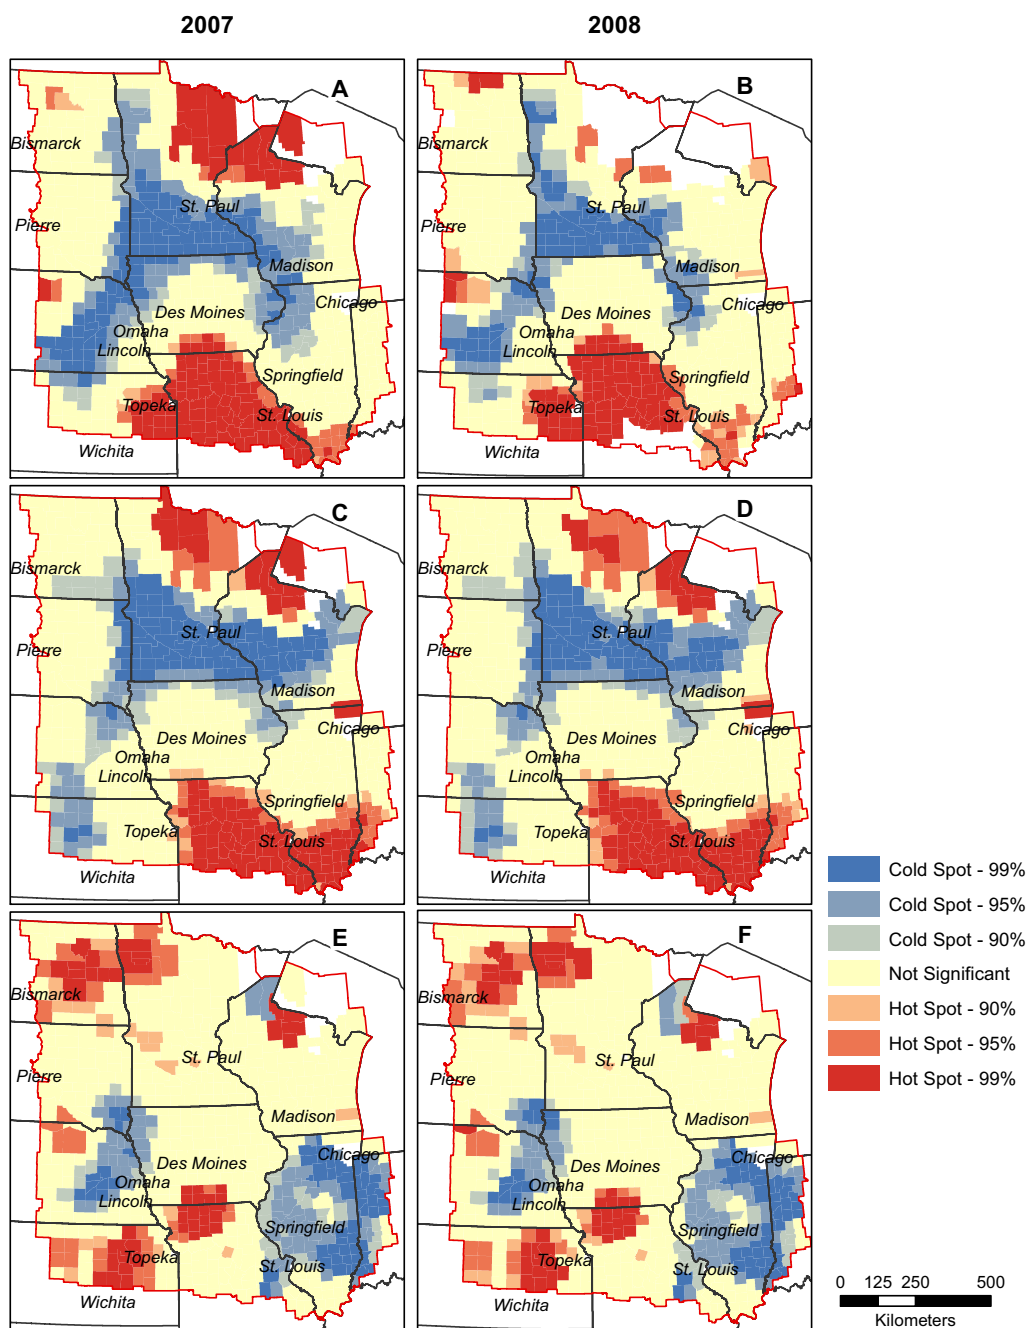 2007
2008
A
Bismarck
St. Paul
Pierre
Madison
Chicago
Des Moines
Omaha
Lincoln
Springfield
Topeka
St. Louis
Wichita
B
Bismarck
St. Paul
Pierre
Madison
Chicago
Des Moines
Omaha
Lincoln
Springfield
Topeka
St. Louis
Wichita
C
Bismarck
St. Paul
Pierre
Madison
Chicago
Des Moines
Omaha
Lincoln
Springfield
Topeka
St. Louis
Wichita
D
Bismarck
St. Paul
Pierre
Madison
Chicago
Des Moines
Omaha
Lincoln
Springfield
Topeka
St. Louis
Wichita
E
Bismarck
St. Paul
Pierre
Madison
Chicago
Des Moines
Omaha
Lincoln
Springfield
Topeka
St. Louis
Wichita
F
Bismarck
St. Paul
Pierre
Madison
Chicago
Des Moines
Omaha
Lincoln
Springfield
Topeka
St. Louis
Wichita
Cold Spot - 99%
Cold Spot - 95%
Cold Spot - 90%
Not Significant
Hot Spot - 90%
Hot Spot - 95%
Hot Spot - 99%
0 125 250 500
Kilometers